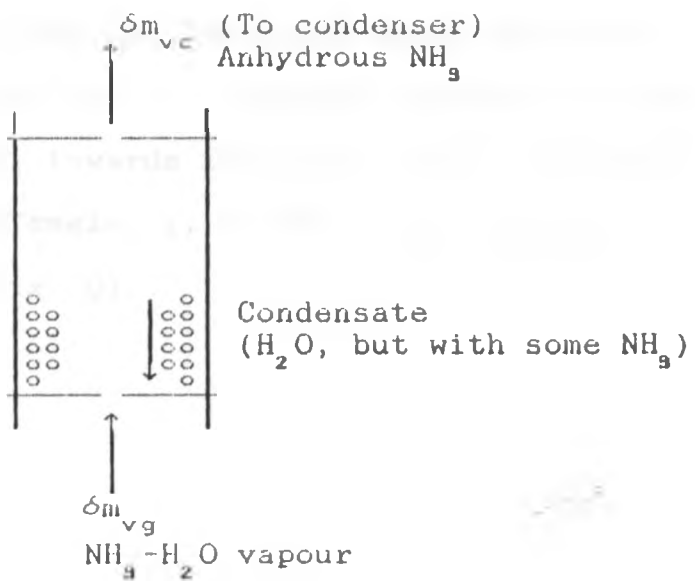 δm_vc (To condenser)
Anhydrous NH₃
Condensate
(H₂O, but with some NH₃)
δm_vg
NH₃-H₂O vapour